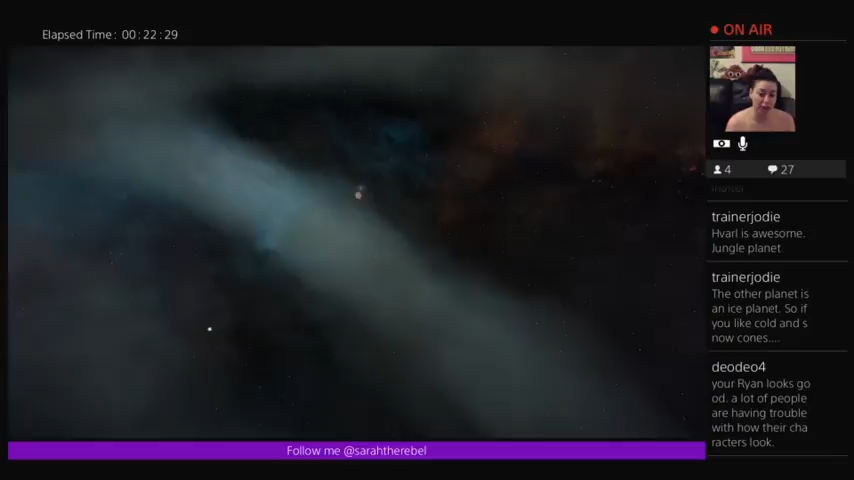 Elapsed Time: 00:22:29
ON AIR
4
27
trainerjodie
Hvarl is awesome.
Jungle planet
trainerjodie
The other planet is
an ice planet. So if
you like cold and s
now cones....
deodeo4
your Ryan looks go
od. a lot of people
are having trouble
with how their cha
racters look.
Follow me @sarahtherebel